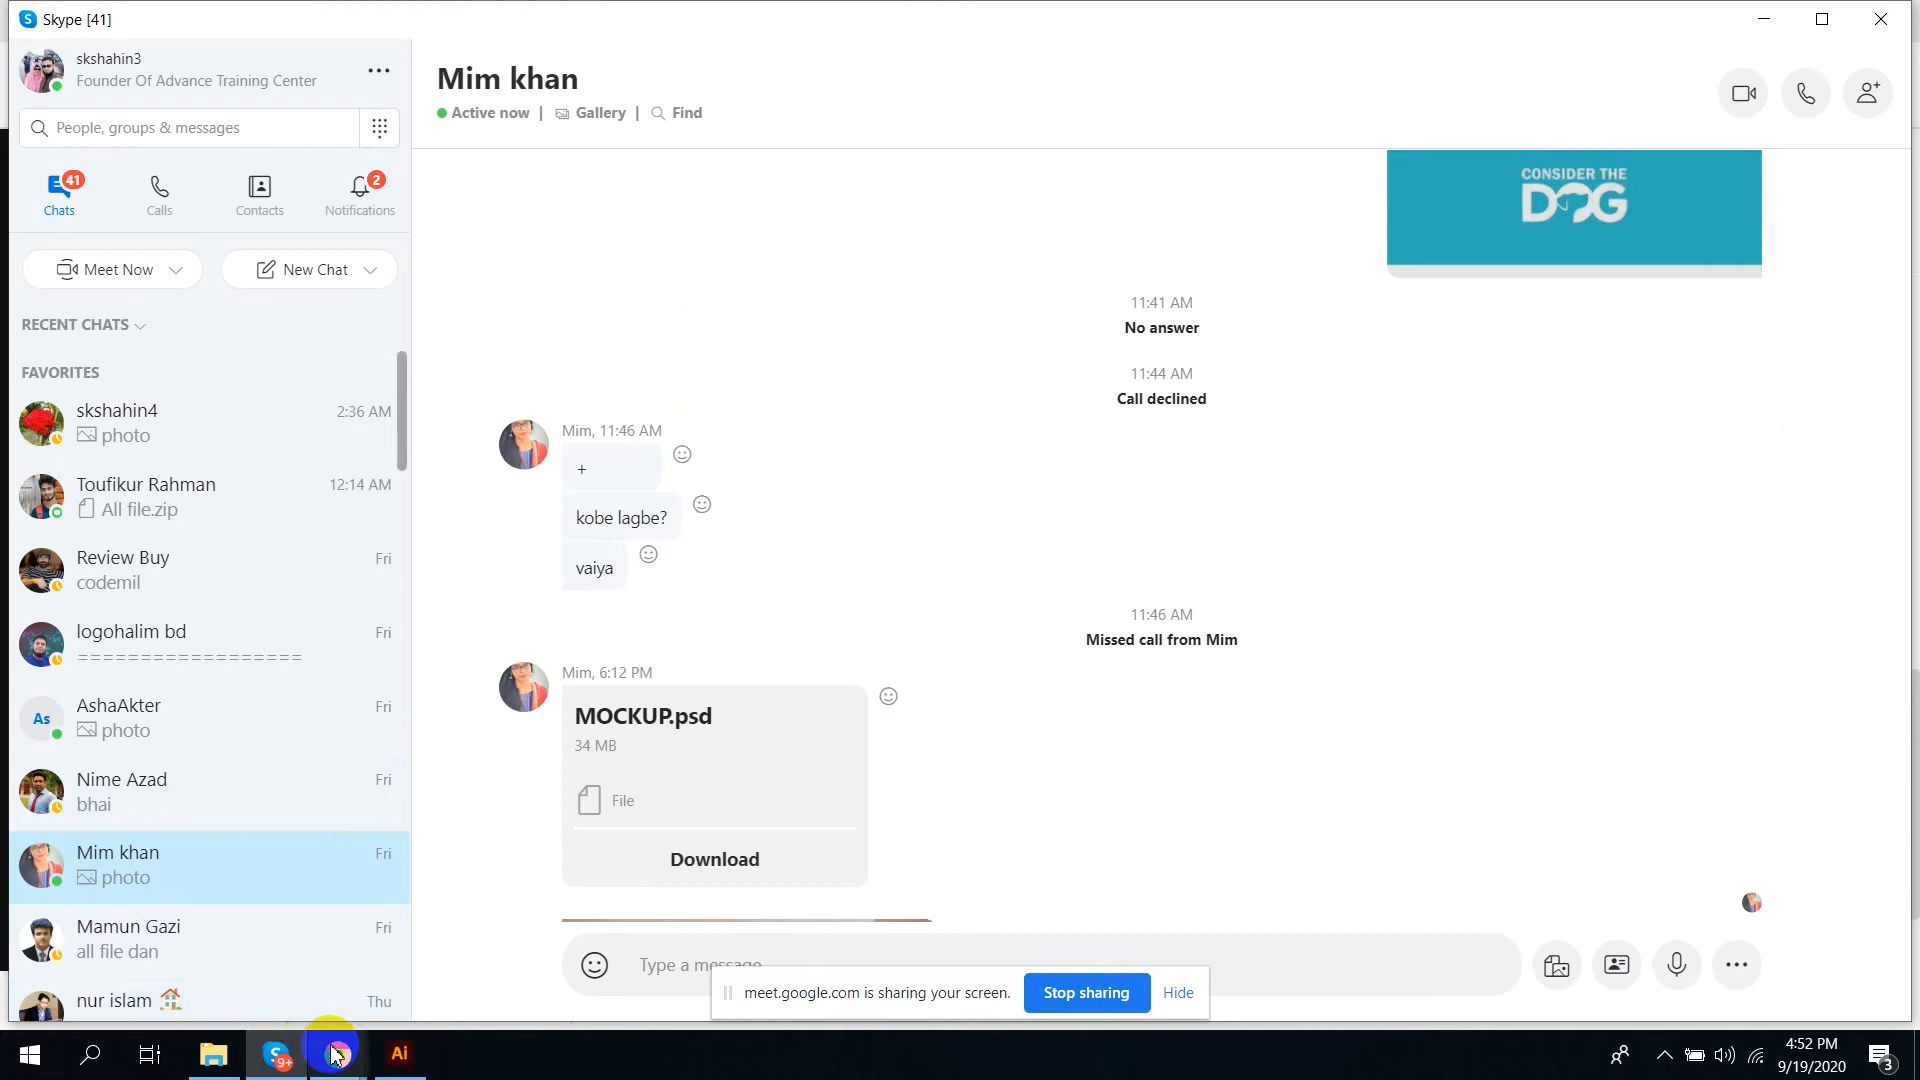 Skype [41]
skshahin3
Founder Of Advance Training Center
People, groups & messages
41
2
Chats
Calls
Contacts
Notifications
Meet Now
New Chat
RECENT CHATS
FAVORITES
skshahin4
2:36 AM
photo
Toufikur Rahman
12:14 AM
All file.zip
Review Buy
Fri
codemil
logohalim bd
Fri
==================
As
AshaAkter
Fri
photo
Nime Azad
Fri
bhai
Mim khan
Fri
photo
Mamun Gazi
Fri
all file dan
nur islam
Thu
Mim khan
Active now | Gallery | Find
CONSIDER THE
DOG
11:41 AM
No answer
11:44 AM
Call declined
Mim, 11:46 AM
+
kobe lagbe?
vaiya
11:46 AM
Missed call from Mim
Mim, 6:12 PM
MOCKUP.psd
34 MB
File
Download
Type a message
meet.google.com is sharing your screen.
Stop sharing
Hide
S
9+
Ai
4:52 PM
9/19/2020
3